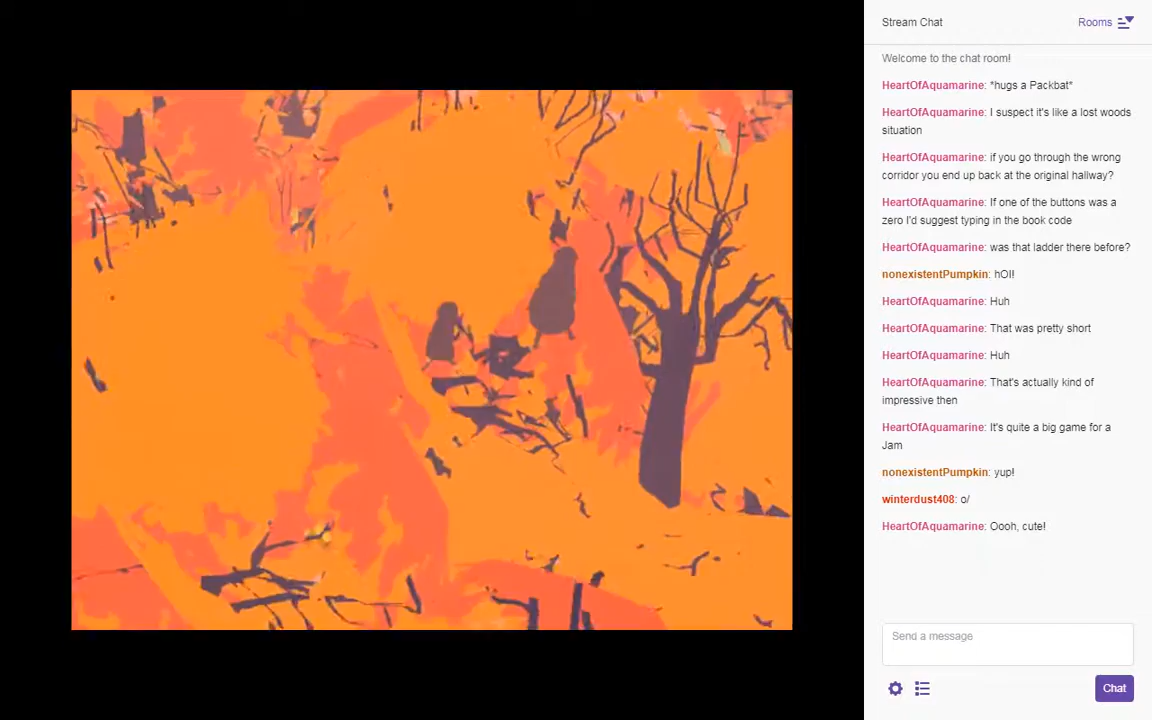 Stream Chat
Rooms
Welcome to the chat room!
HeartOfAquamarine: *hugs a Packbat*
HeartOfAquamarine: I suspect it's like a lost woods
situation
HeartOfAquamarine: if you go through the wrong
corridor you end up back at the original hallway?
HeartOfAquamarine: If one of the buttons was a
zero I'd suggest typing in the book code
HeartOfAquamarine: was that ladder there before?
nonexistentPumpkin: hOI!
HeartOfAquamarine: Huh
HeartOfAquamarine: That was pretty short
HeartOfAquamarine: Huh
HeartOfAquamarine: That's actually kind of
impressive then
HeartOfAquamarine: It's quite a big game for a
Jam
nonexistentPumpkin: yup!
winterdust408: o/
HeartOfAquamarine: Oooh, cute!
Send a message
Chat